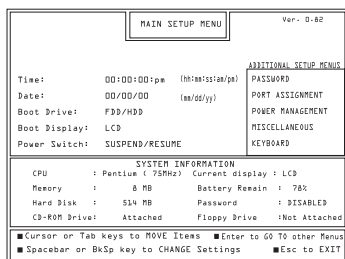 MAIN SETUP MENU
Ver. 0.82
ADDITIONAL SETUP MENUS
Time: 00:00:00:pm (hh:mm:ss:am/pm) PASSWORD
Date: 00/00/00 (mm/dd/yy) PORT ASSIGNMENT
Boot Drive: FDD/HDD POWER MANAGEMENT
Boot Display: LCD MISCELLANEOUS
Power Switch: SUSPEND/RESUME KEYBOARD
SYSTEM INFORMATION
CPU : Pentium ( 75MHz) Current display : LCD
Memory : 8 MB Battery Remain : 78%
Hard Disk : 514 MB Password : DISABLED
CD-ROM Drive: Attached Floppy Drive :Not Attached
■Cursor or Tab keys to MOVE Items ■Enter to GO TO other Menus
■Spacebar or BkSp key to CHANGE Settings ■Esc to EXIT